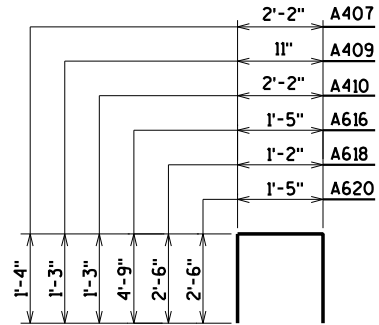 2'-2" A407
11" A409
2'-2" A410
1'-5" A616
1'-2" A618
1'-5" A620
1'-4" 1'-3" 1'-3" 4'-9" 2'-6" 2'-6"